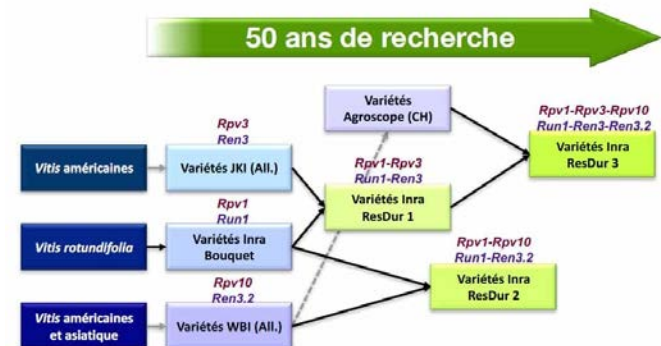 50 ans de recherche
Variétés
Agroscope (CH)
Rpv1-Rpv3-Rpv10
Run1-Ren3-Ren3.2
Variétés Inra
ResDur 3
Rpv3
Ren3
Vitis américaines
Variétés JKI (All.)
Rpv1-Rpv3
Run1-Ren3
Variétés Inra
ResDur 1
Rpv1
Run1
Vitis rotundifolia
Variétés Inra
Bouquet
Rpv1-Rpv10
Run1-Ren3.2
Variétés Inra
ResDur 2
Rpv10
Ren3.2
Vitis américaines
et asiatique
Variétés WBI (All.)